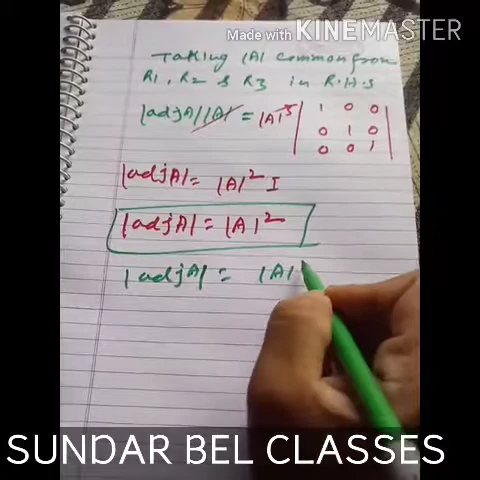 Made with KINEMASTER
Taking |A| common from
R1, R2 & R3 in R.H.S
|adjA||A| = |A|³ | 1 0 0 |
| 0 1 0 |
| 0 0 1 |
|adjA| = |A|² I
|adjA| = |A|²
|adjA| = |A|
SUNDAR BEL CLASSES